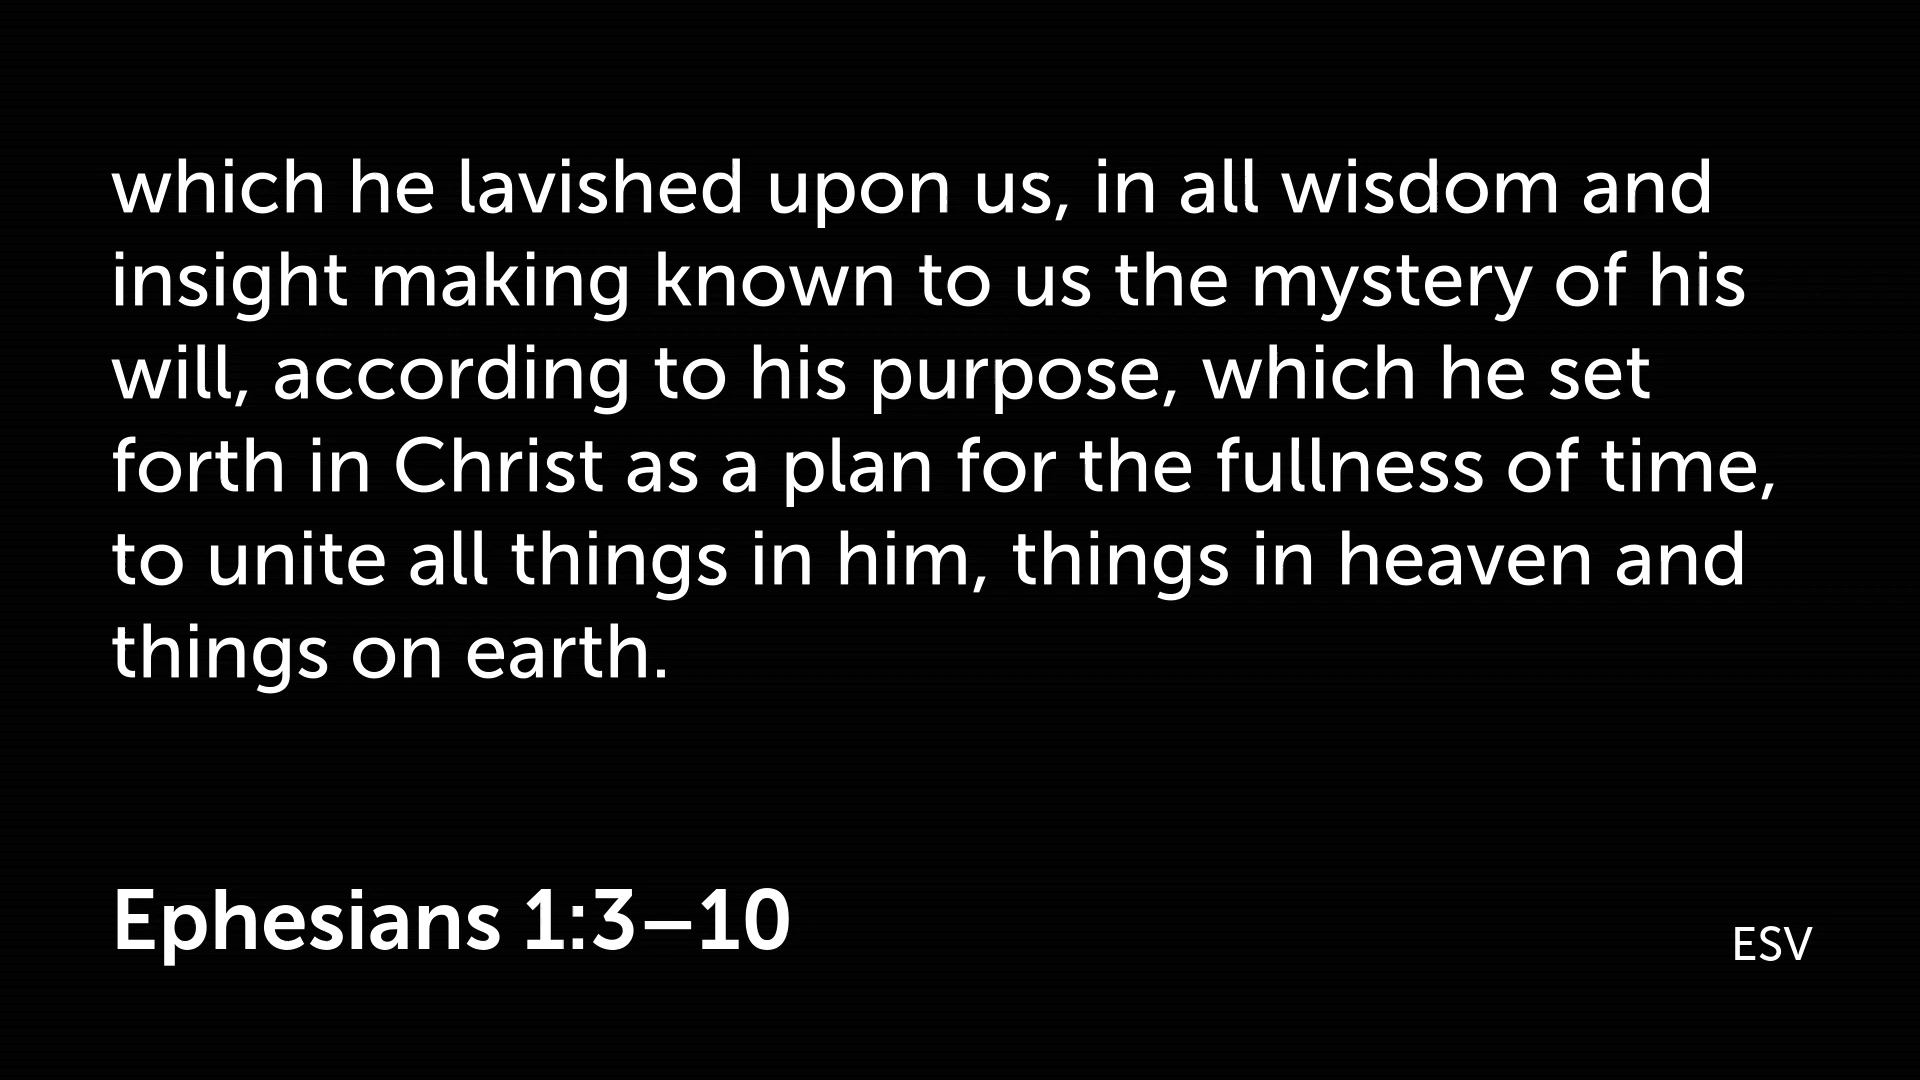 which he lavished upon us, in all wisdom and
insight making known to us the mystery of his
will, according to his purpose, which he set
forth in Christ as a plan for the fullness of time,
to unite all things in him, things in heaven and
things on earth.
Ephesians 1:3–10
ESV